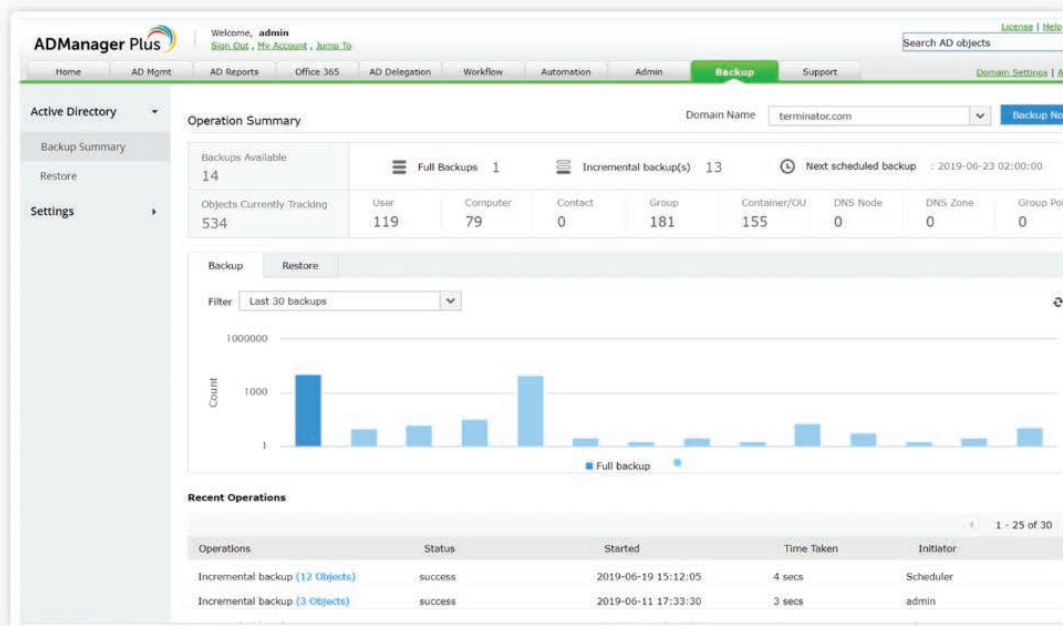 ADManager Plus
Welcome, admin
Sign Out , My Account , Jump To
License | Help
Search AD objects
Home AD Mgmt AD Reports Office 365 AD Delegation Workflow Automation Admin Backup Support
Domain Settings |
Active Directory
Backup Summary
Restore
Settings
Operation Summary
Domain Name terminator.com Backup No
Backups Available
14
Full Backups 1 Incremental backup(s) 13 Next scheduled backup : 2019-06-23 02:00:00
Objects Currently Tracking
534
User Computer Contact Group Container/OU DNS Node DNS Zone Group Pol
119 79 0 181 155 0 0 0
Backup Restore
Filter Last 30 backups
1000000
Count
1000
1
Full backup
Recent Operations
1 - 25 of 30
Operations Status Started Time Taken Initiator
Incremental backup (12 Objects) success 2019-06-19 15:12:05 4 secs Scheduler
Incremental backup (3 Objects) success 2019-06-11 17:33:30 3 secs admin